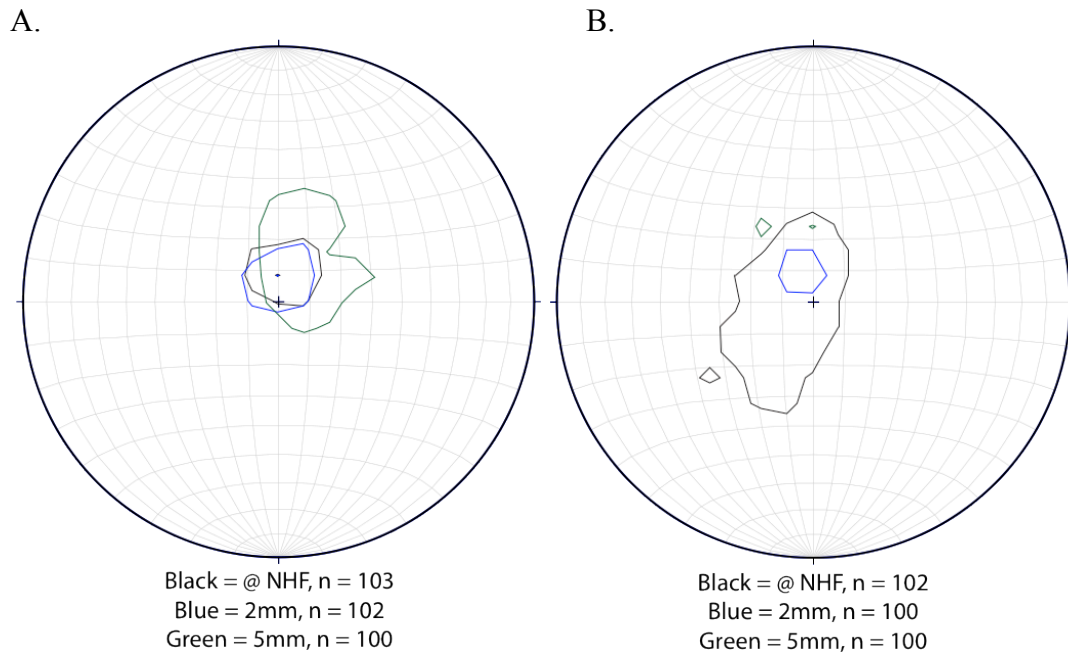 A.
B.
Black = @ NHF, n = 103
Blue = 2mm, n = 102
Green = 5mm, n = 100
Black = @ NHF, n = 102
Blue = 2mm, n = 100
Green = 5mm, n = 100